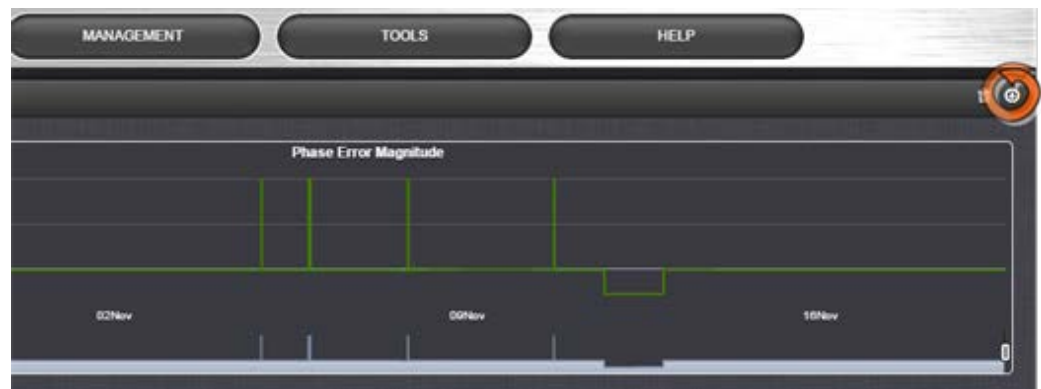 MANAGEMENT TOOLS HELP
Phase Error Magnitude
02Nov 09Nov 16Nov